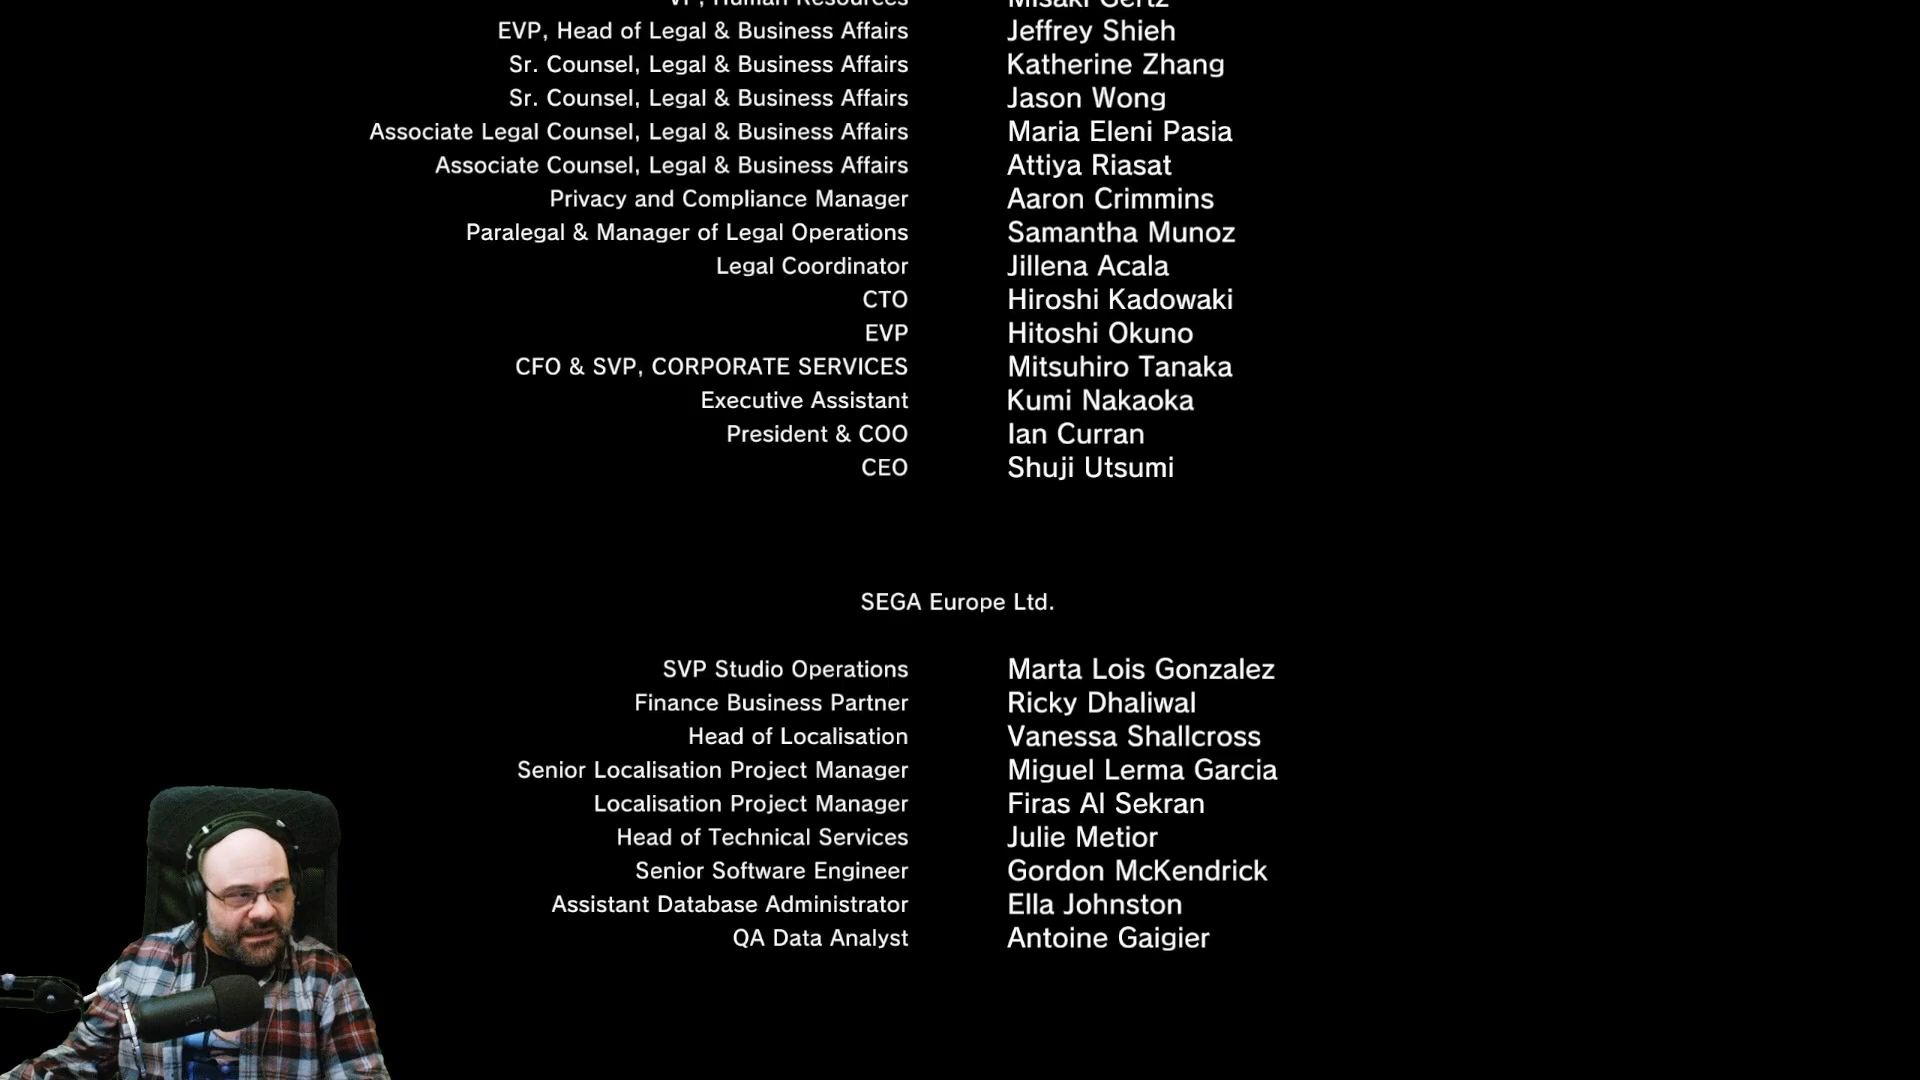 VP, Human Resources Misaki Gertz
EVP, Head of Legal & Business Affairs Jeffrey Shieh
Sr. Counsel, Legal & Business Affairs Katherine Zhang
Sr. Counsel, Legal & Business Affairs Jason Wong
Associate Legal Counsel, Legal & Business Affairs Maria Eleni Pasia
Associate Counsel, Legal & Business Affairs Attiya Riasat
Privacy and Compliance Manager Aaron Crimmins
Paralegal & Manager of Legal Operations Samantha Munoz
Legal Coordinator Jillena Acala
CTO Hiroshi Kadowaki
EVP Hitoshi Okuno
CFO & SVP, CORPORATE SERVICES Mitsuhiro Tanaka
Executive Assistant Kumi Nakaoka
President & COO Ian Curran
CEO Shuji Utsumi
SEGA Europe Ltd.
SVP Studio Operations Marta Lois Gonzalez
Finance Business Partner Ricky Dhaliwal
Head of Localisation Vanessa Shallcross
Senior Localisation Project Manager Miguel Lerma Garcia
Localisation Project Manager Firas Al Sekran
Head of Technical Services Julie Metior
Senior Software Engineer Gordon McKendrick
Assistant Database Administrator Ella Johnston
QA Data Analyst Antoine Gaigier